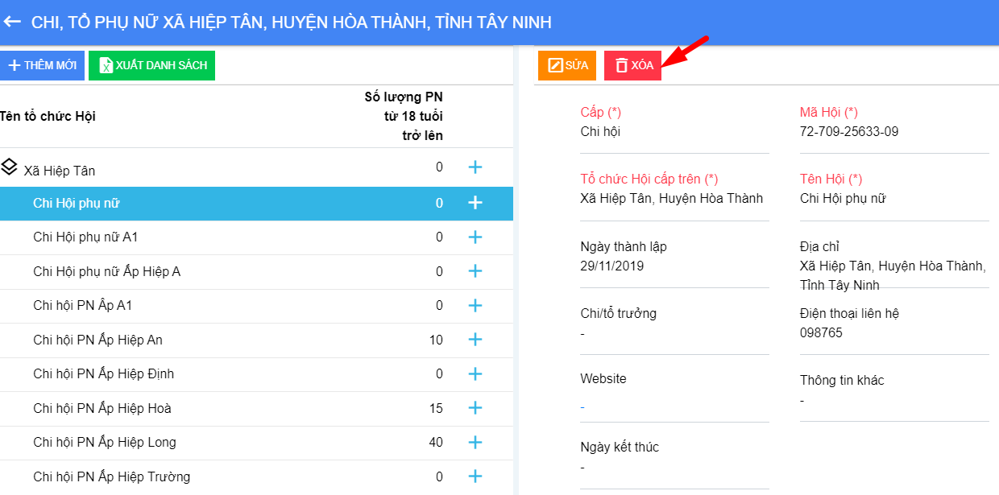 CHI, TỔ PHỤ NỮ XÃ HIỆP TÂN, HUYỆN HÒA THÀNH, TỈNH TÂY NINH
THÊM MỚI
XUẤT DANH SÁCH
Tên tổ chức Hội
Số lượng PN
từ 18 tuổi
trở lên
Xã Hiệp Tân 0
Chi Hội phụ nữ 0
Chi Hội phụ nữ A1 0
Chi Hội phụ nữ Ấp Hiệp A 0
Chi hội PN Âp A1 0
Chi hội PN Ấp Hiệp An 10
Chi hội PN Ấp Hiệp Định 0
Chi hội PN Ấp Hiệp Hoà 15
Chi hội PN Ấp Hiệp Long 40
Chi hội PN Ấp Hiệp Trường 0
SỬA
XÓA
Cấp (*)
Chi hội
Mã Hội (*)
72-709-25633-09
Tổ chức Hội cấp trên (*)
Xã Hiệp Tân, Huyện Hòa Thành
Tên Hội (*)
Chi Hội phụ nữ
Ngày thành lập
29/11/2019
Địa chỉ
Xã Hiệp Tân, Huyện Hòa Thành,
Tỉnh Tây Ninh
Chi/tổ trưởng
-
Điện thoại liên hệ
098765
Website
-
Thông tin khác
-
Ngày kết thúc
-